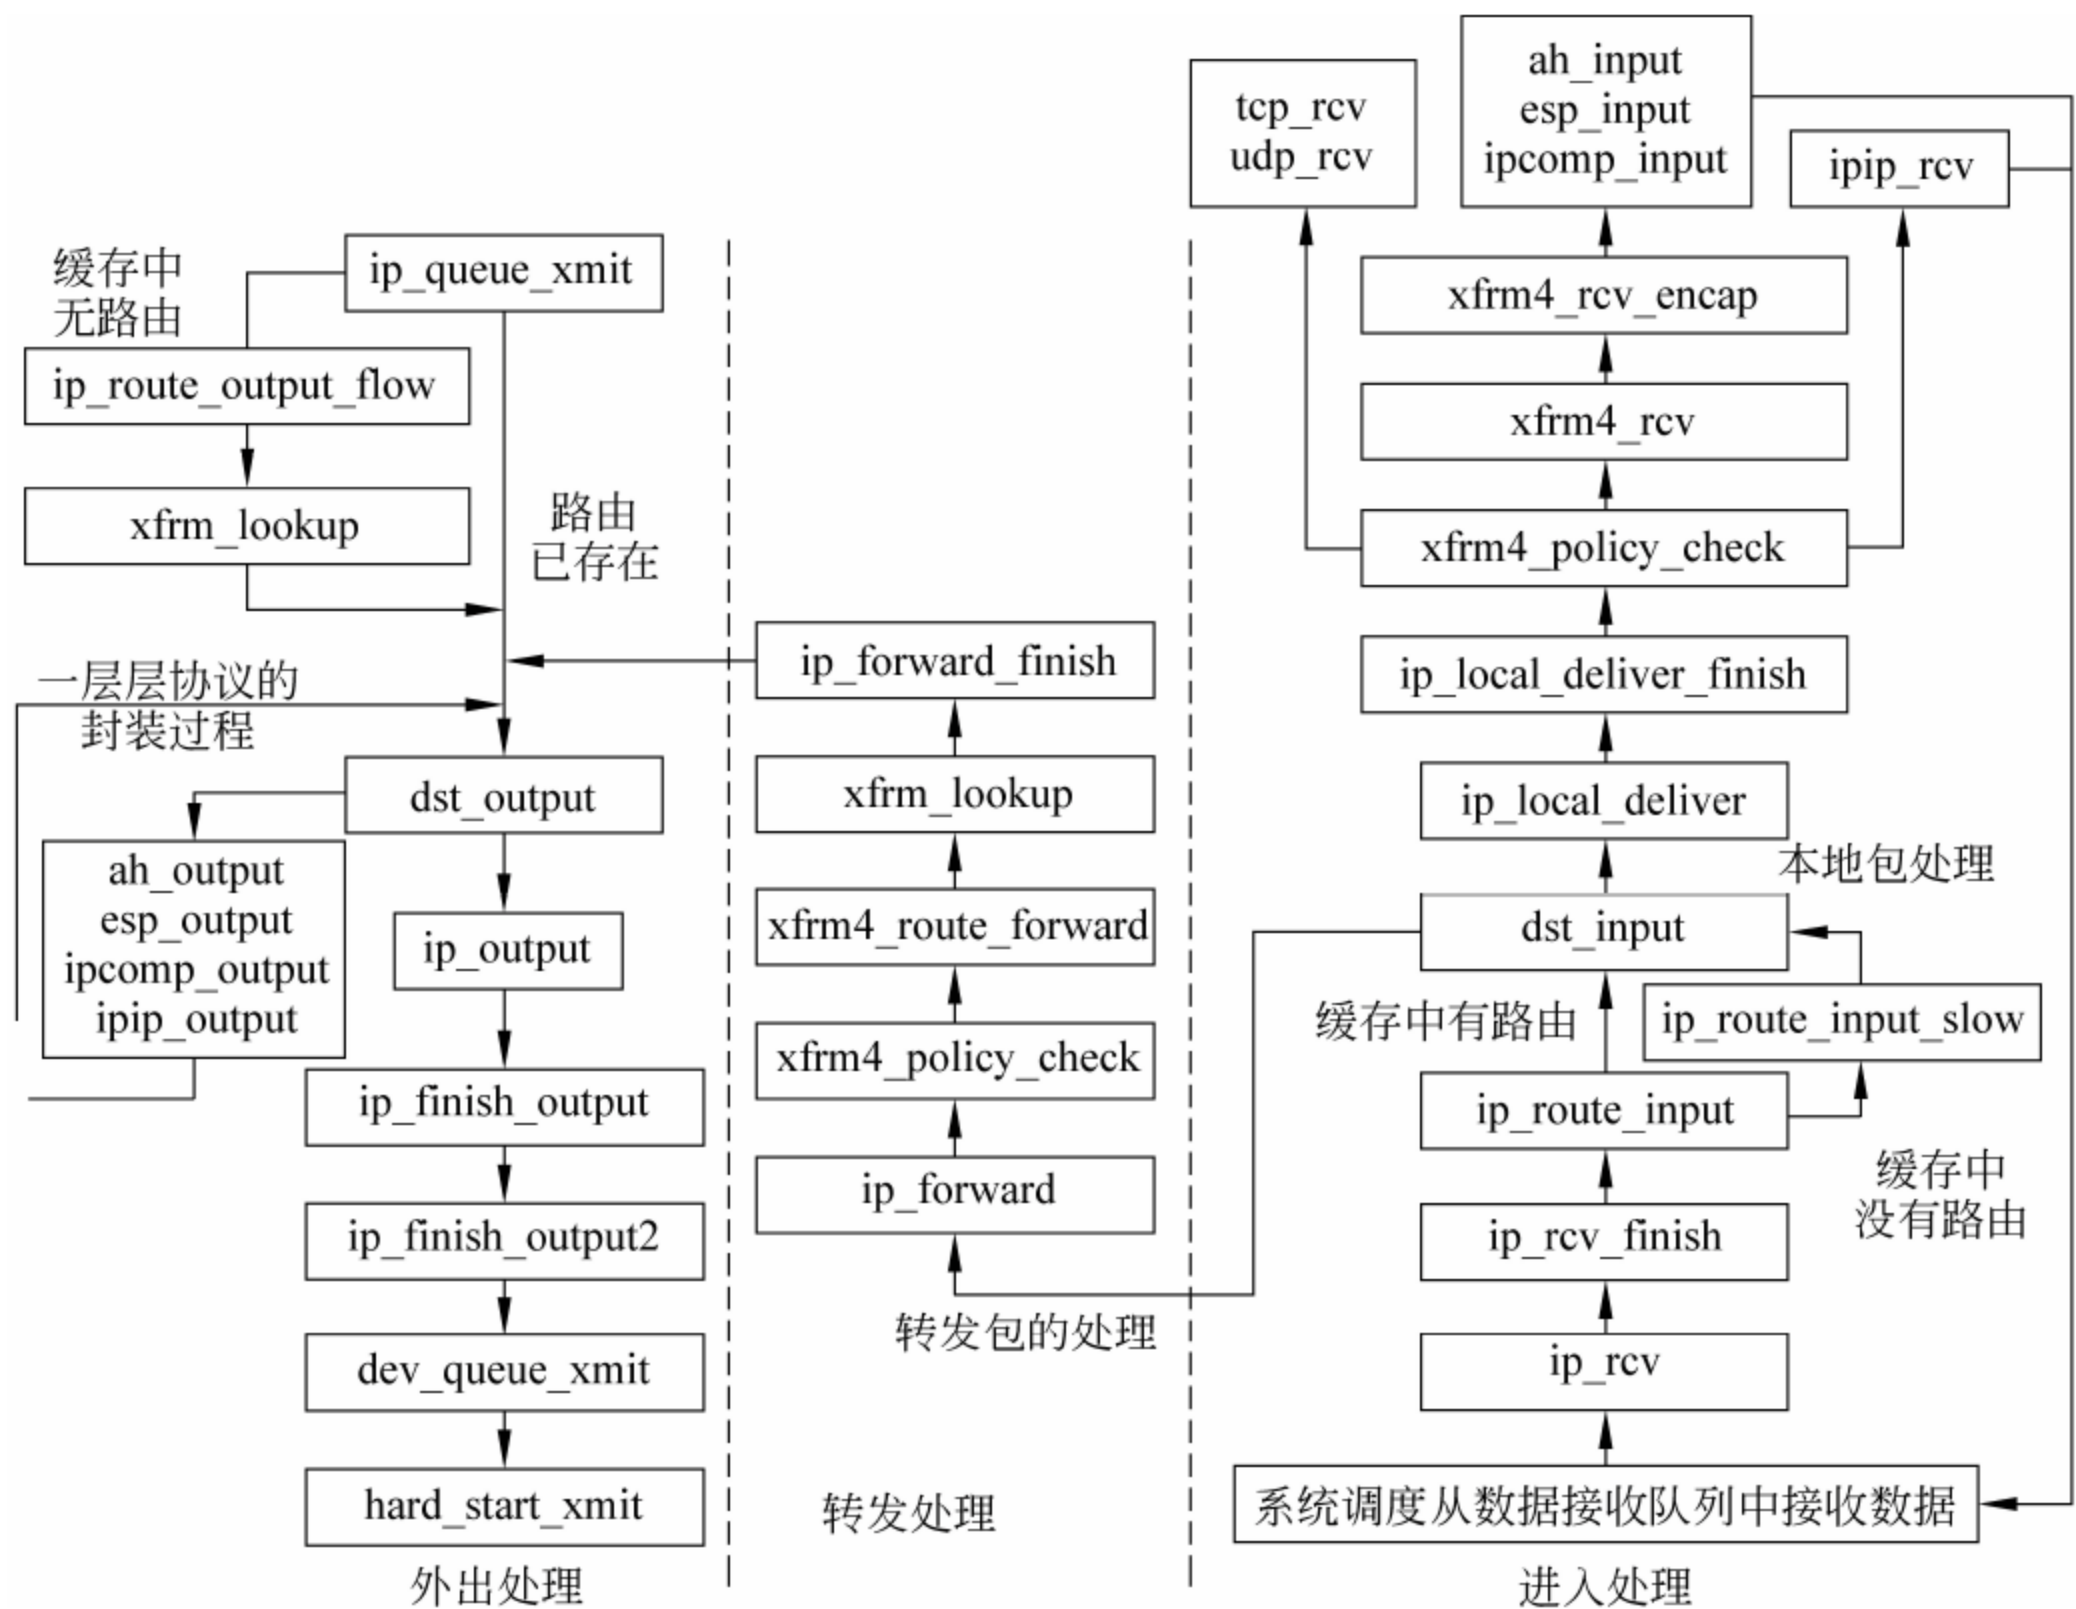 缓存中
无路由
ip_queue_xmit
ip_route_output_flow
xfrm_lookup
路由
已存在
一层层协议的
封装过程
dst_output
ah_output
esp_output
ipcomp_output
ipip_output
ip_output
ip_finish_output
ip_finish_output2
dev_queue_xmit
hard_start_xmit
外出处理
ip_forward_finish
xfrm_lookup
xfrm4_route_forward
xfrm4_policy_check
ip_forward
转发包的处理
转发处理
tcp_rcv
udp_rcv
ah_input
esp_input
ipcomp_input
ipip_rcv
xfrm4_rcv_encap
xfrm4_rcv
xfrm4_policy_check
ip_local_deliver_finish
ip_local_deliver
本地包处理
dst_input
缓存中有路由
ip_route_input_slow
ip_route_input
缓存中
没有路由
ip_rcv_finish
ip_rcv
系统调度从数据接收队列中接收数据
进入处理